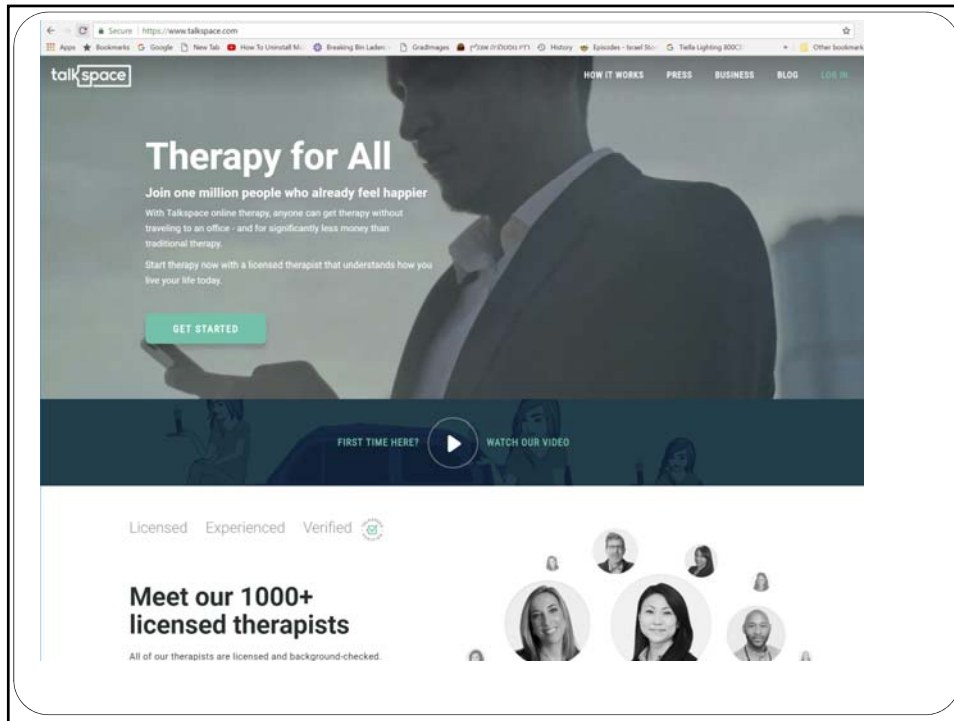 Secure | https://www.talkspace.com
Apps Bookmarks Google New Tab How To Uninstall M Breaking Bin Laden: GradImages History Episodes - Israel Sto Tiella Lighting 800C Other bookmark
talkspace
HOW IT WORKS PRESS BUSINESS BLOG LOG IN
Therapy for All
Join one million people who already feel happier
With Talkspace online therapy, anyone can get therapy without
traveling to an office - and for significantly less money than
traditional therapy.
Start therapy now with a licensed therapist that understands how you
live your life today.
GET STARTED
FIRST TIME HERE? WATCH OUR VIDEO
Licensed Experienced Verified
Meet our 1000+
licensed therapists
All of our therapists are licensed and background-checked.